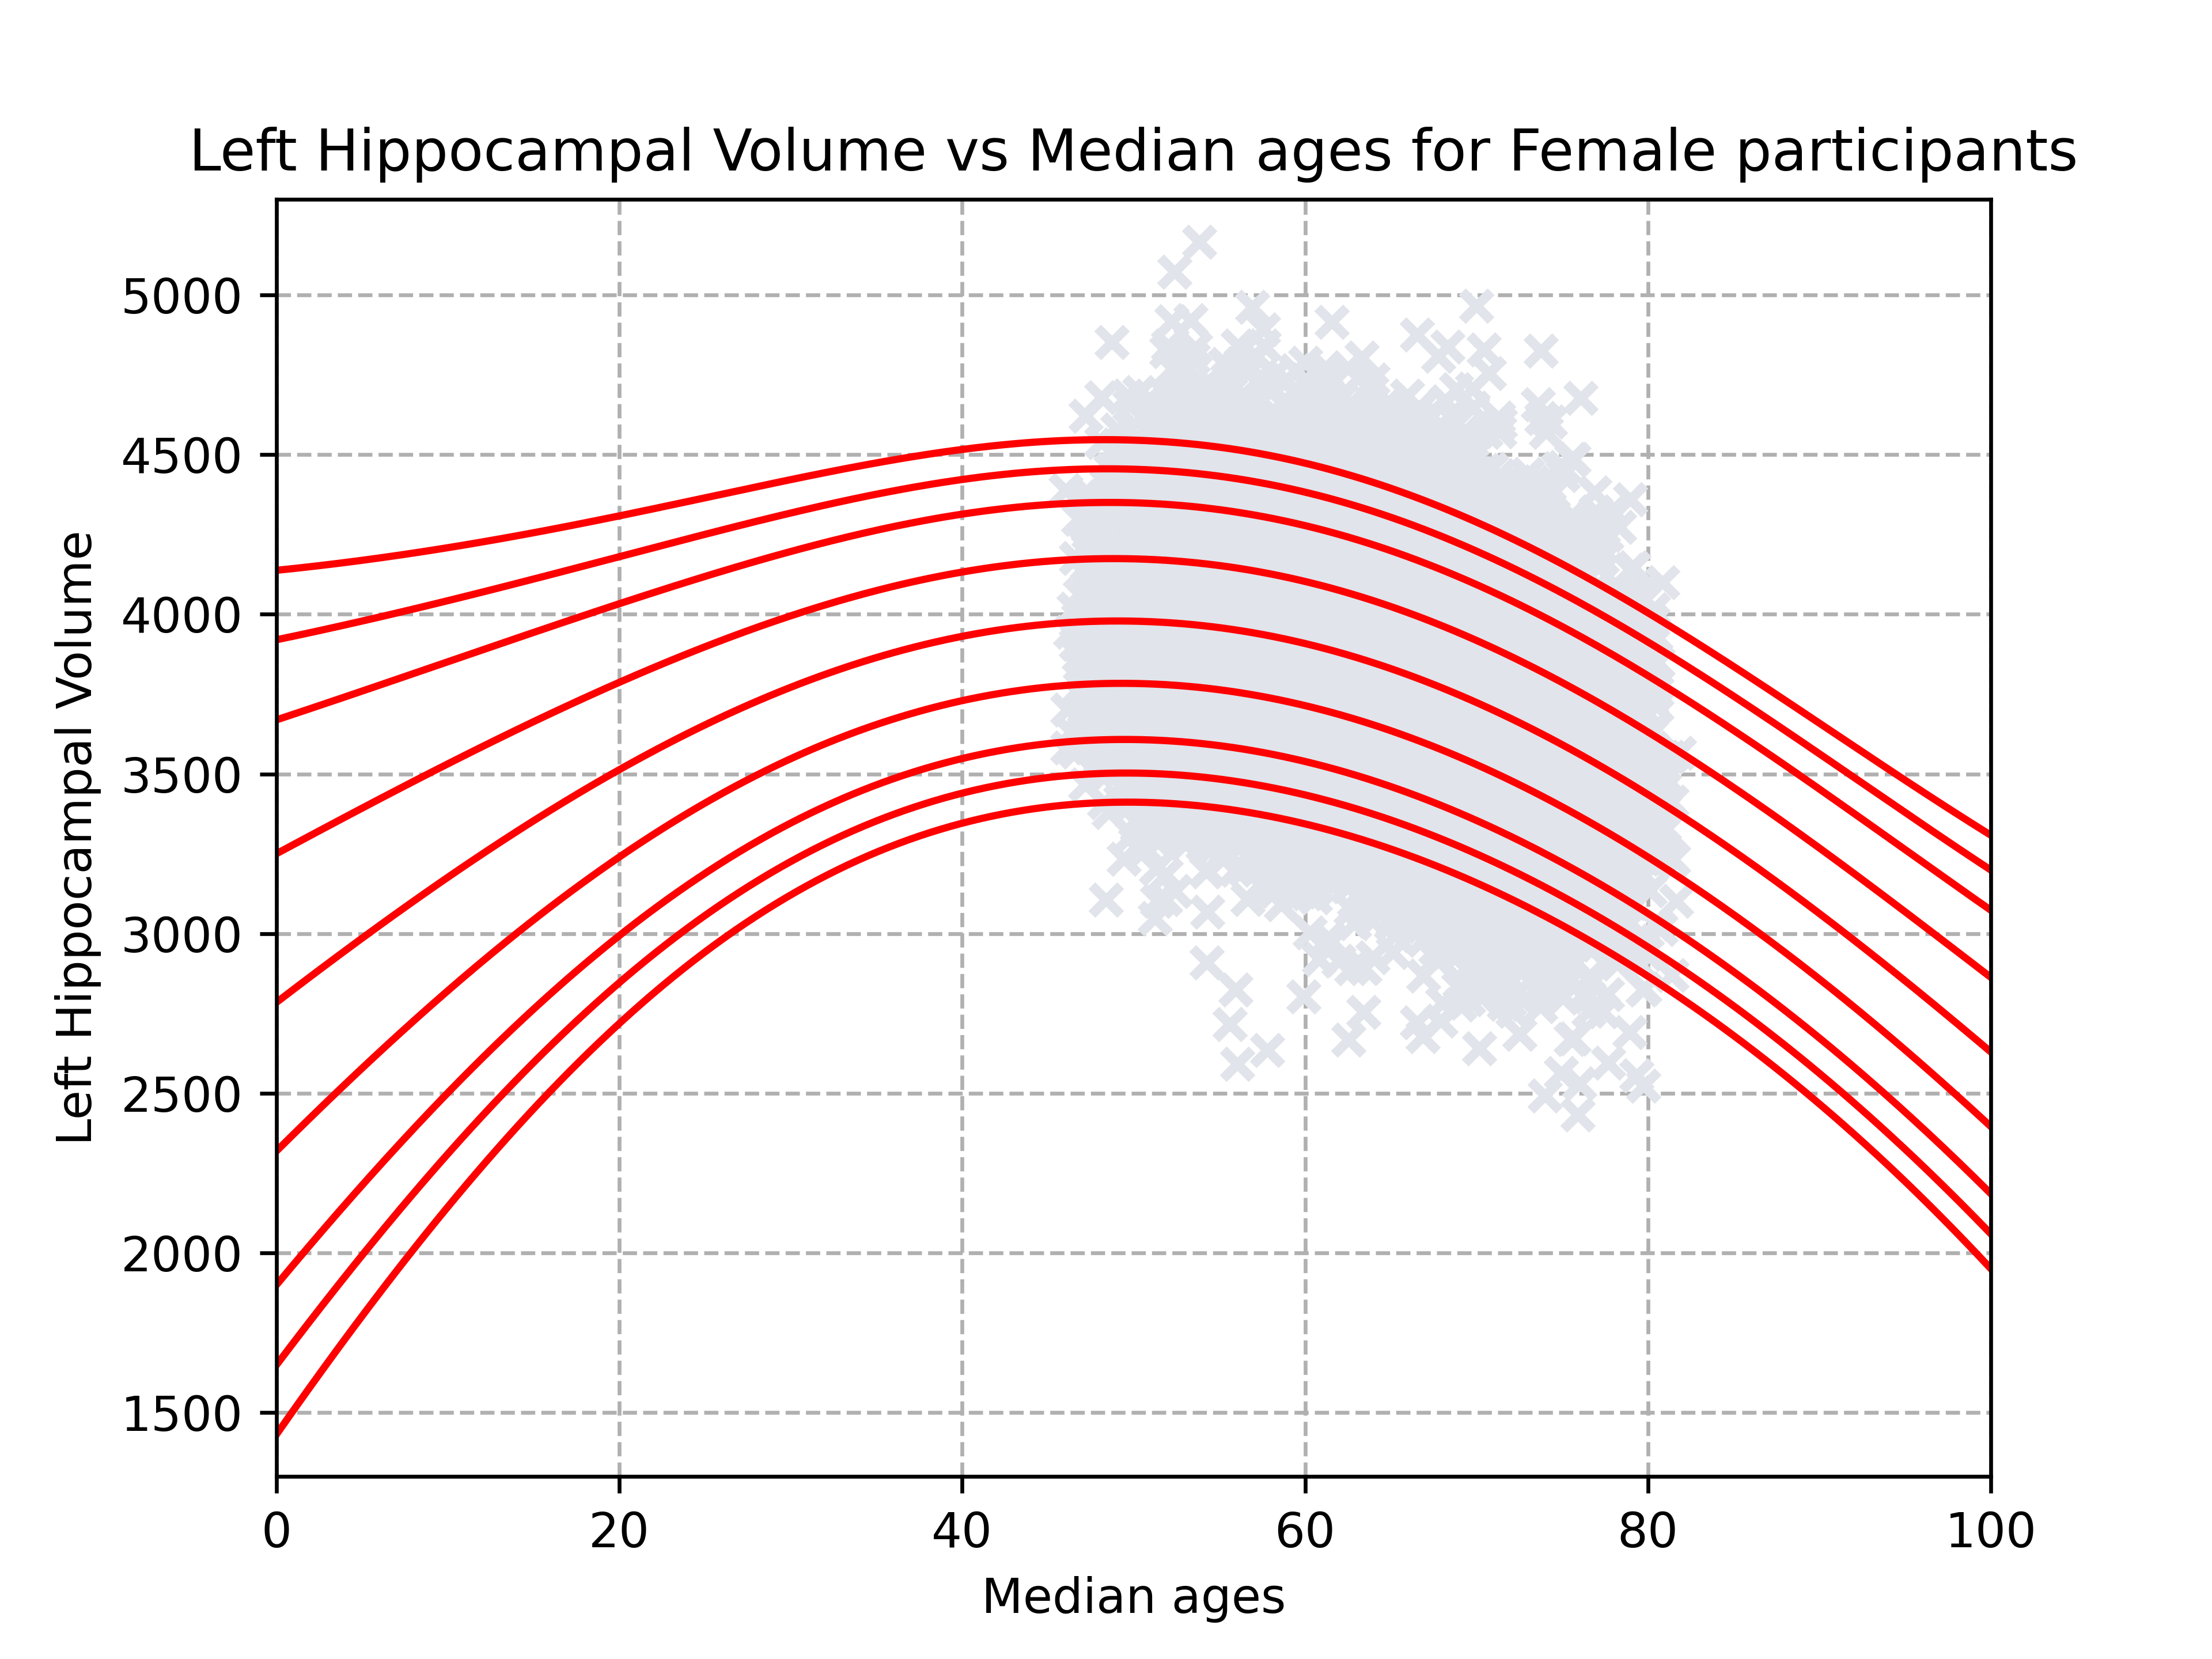 Left Hippocampal Volume vs Median ages for Female participants
Left Hippocampal Volume
5000
4500
4000
3500
3000
2500
2000
1500
0 20 40 60 80 100
Median ages